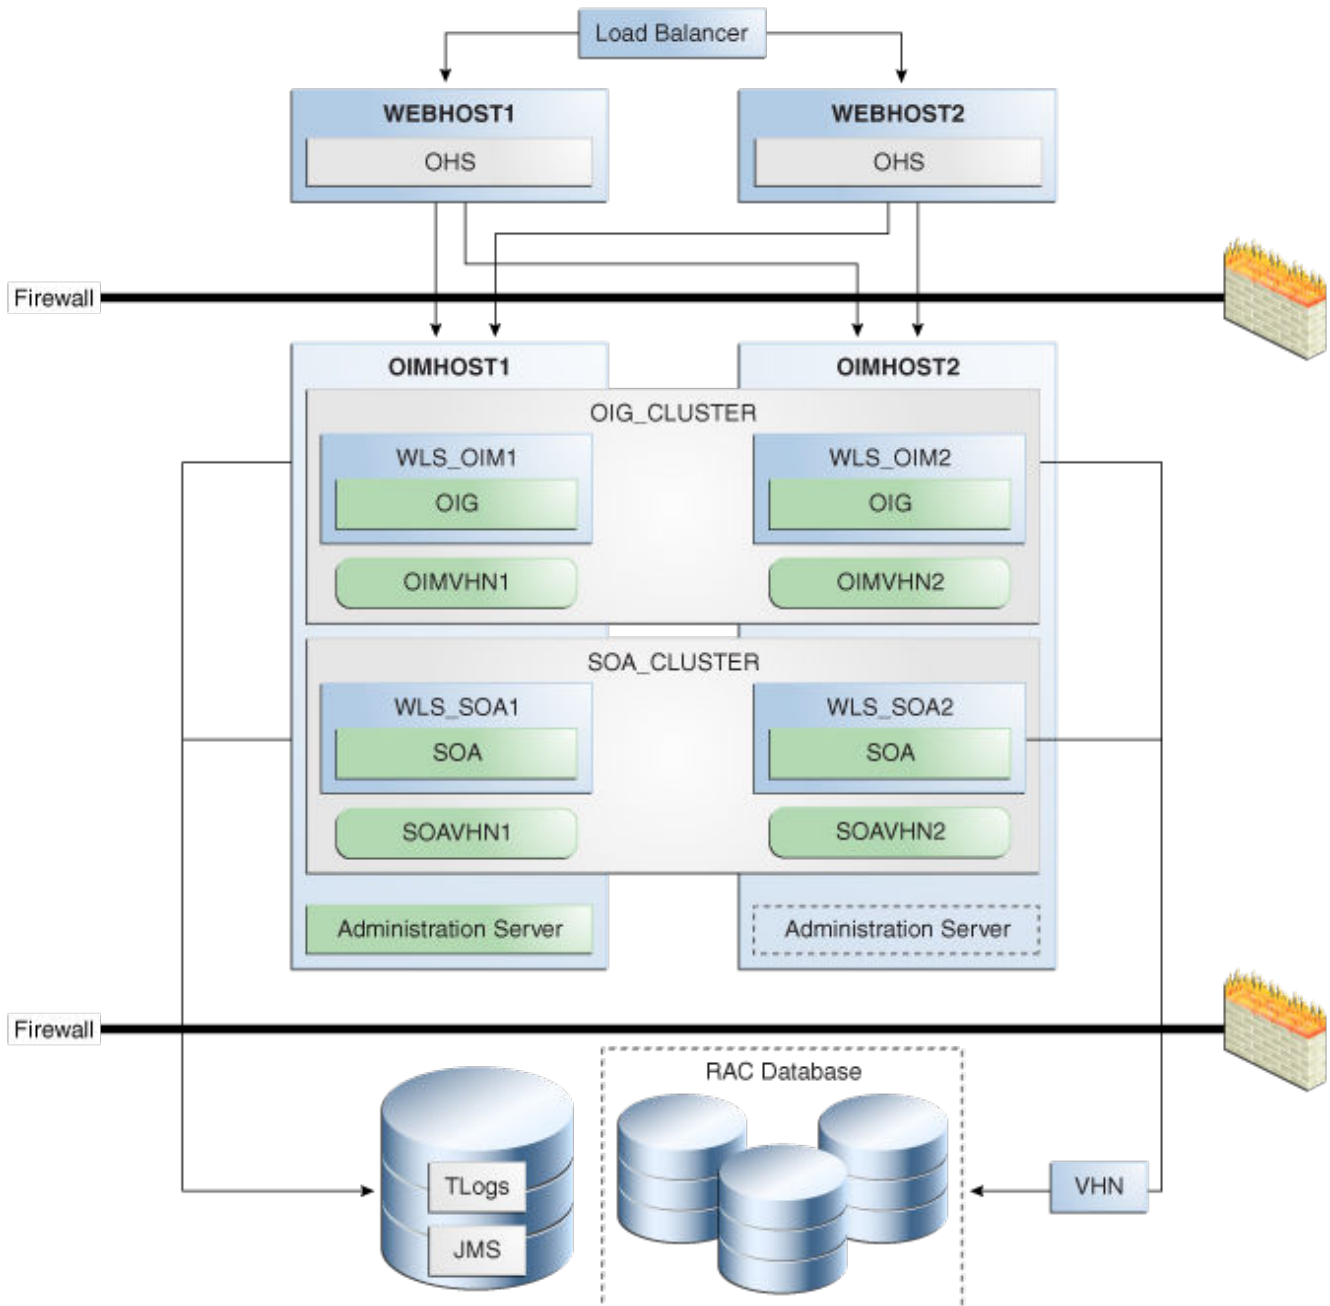 Load Balancer
WEBHOST1
OHS
WEBHOST2
OHS
Firewall
OIMHOST1
OIMHOST2
OIG_CLUSTER
WLS_OIM1
OIG
WLS_OIM2
OIG
OIMVHN1
OIMVHN2
SOA_CLUSTER
WLS_SOA1
SOA
WLS_SOA2
SOA
SOAVHN1
SOAVHN2
Administration Server
Administration Server
Firewall
RAC Database
TLogs
JMS
VHN